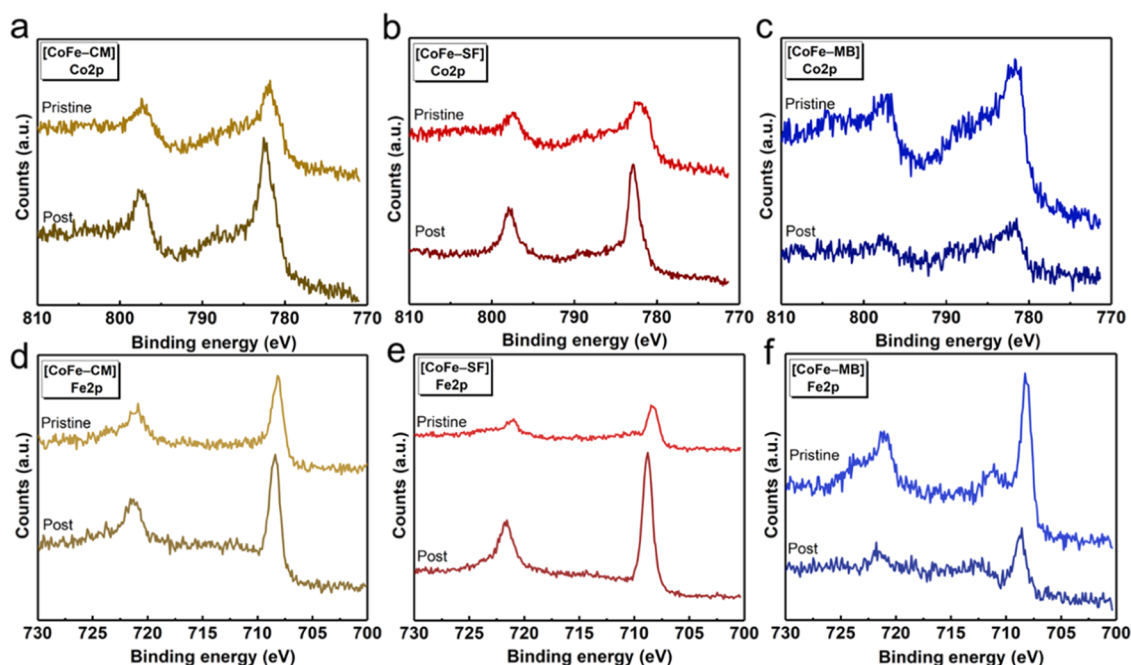 a
[CoFe–CM]
Co2p
Pristine
Post
Counts (a.u.)
810 800 790 780 770
Binding energy (eV)
b
[CoFe–SF]
Co2p
Pristine
Post
Counts (a.u.)
810 800 790 780 770
Binding energy (eV)
c
[CoFe–MB]
Co2p
Pristine
Post
Counts (a.u.)
810 800 790 780 770
Binding energy (eV)
d
[CoFe–CM]
Fe2p
Pristine
Post
Counts (a.u.)
730 725 720 715 710 705 700
Binding energy (eV)
e
[CoFe–SF]
Fe2p
Pristine
Post
Counts (a.u.)
730 725 720 715 710 705 700
Binding energy (eV)
f
[CoFe–MB]
Fe2p
Pristine
Post
Counts (a.u.)
730 725 720 715 710 705 700
Binding energy (eV)